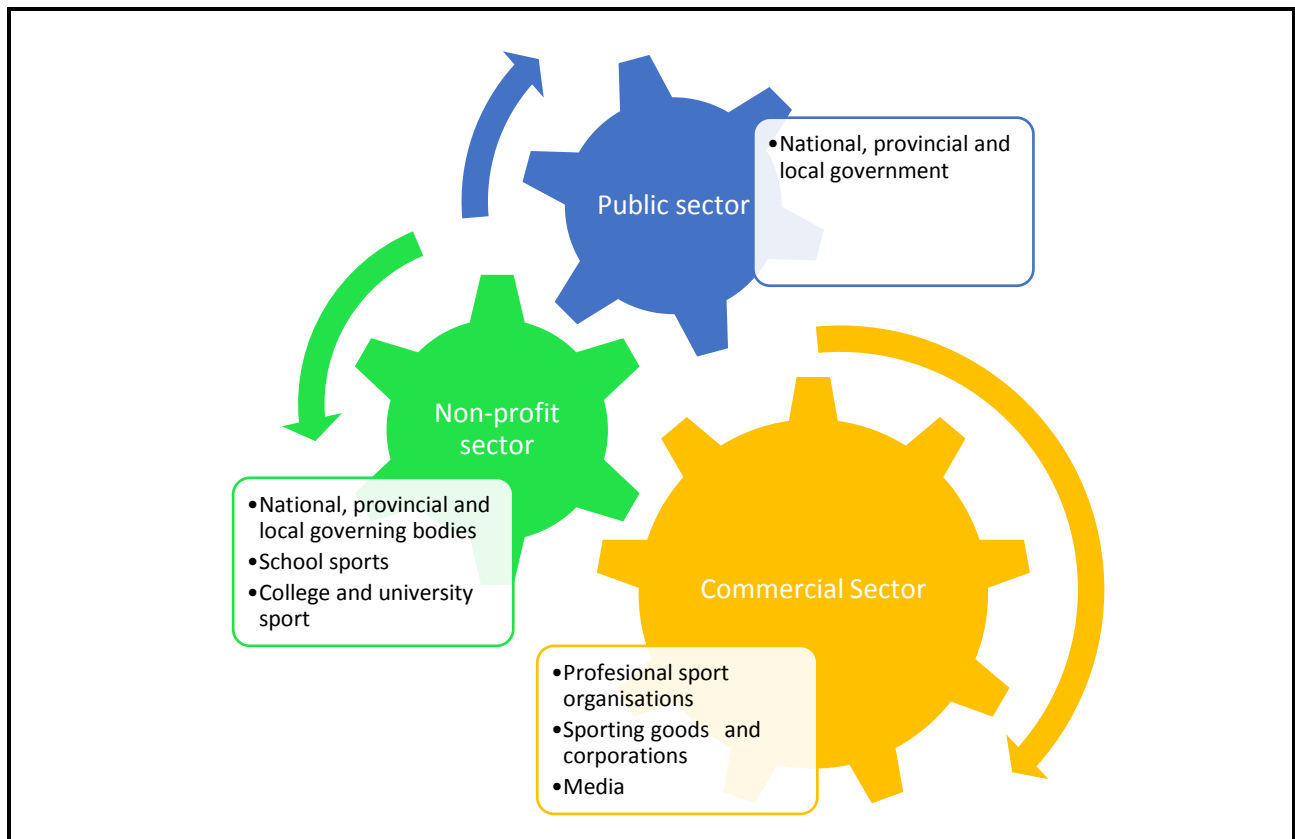 Public sector
•National, provincial and
local government
Non-profit
sector
•National, provincial and
local governing bodies
•School sports
•College and university
sport
Commercial Sector
•Profesional sport
organisations
•Sporting goods  and
corporations
•Media